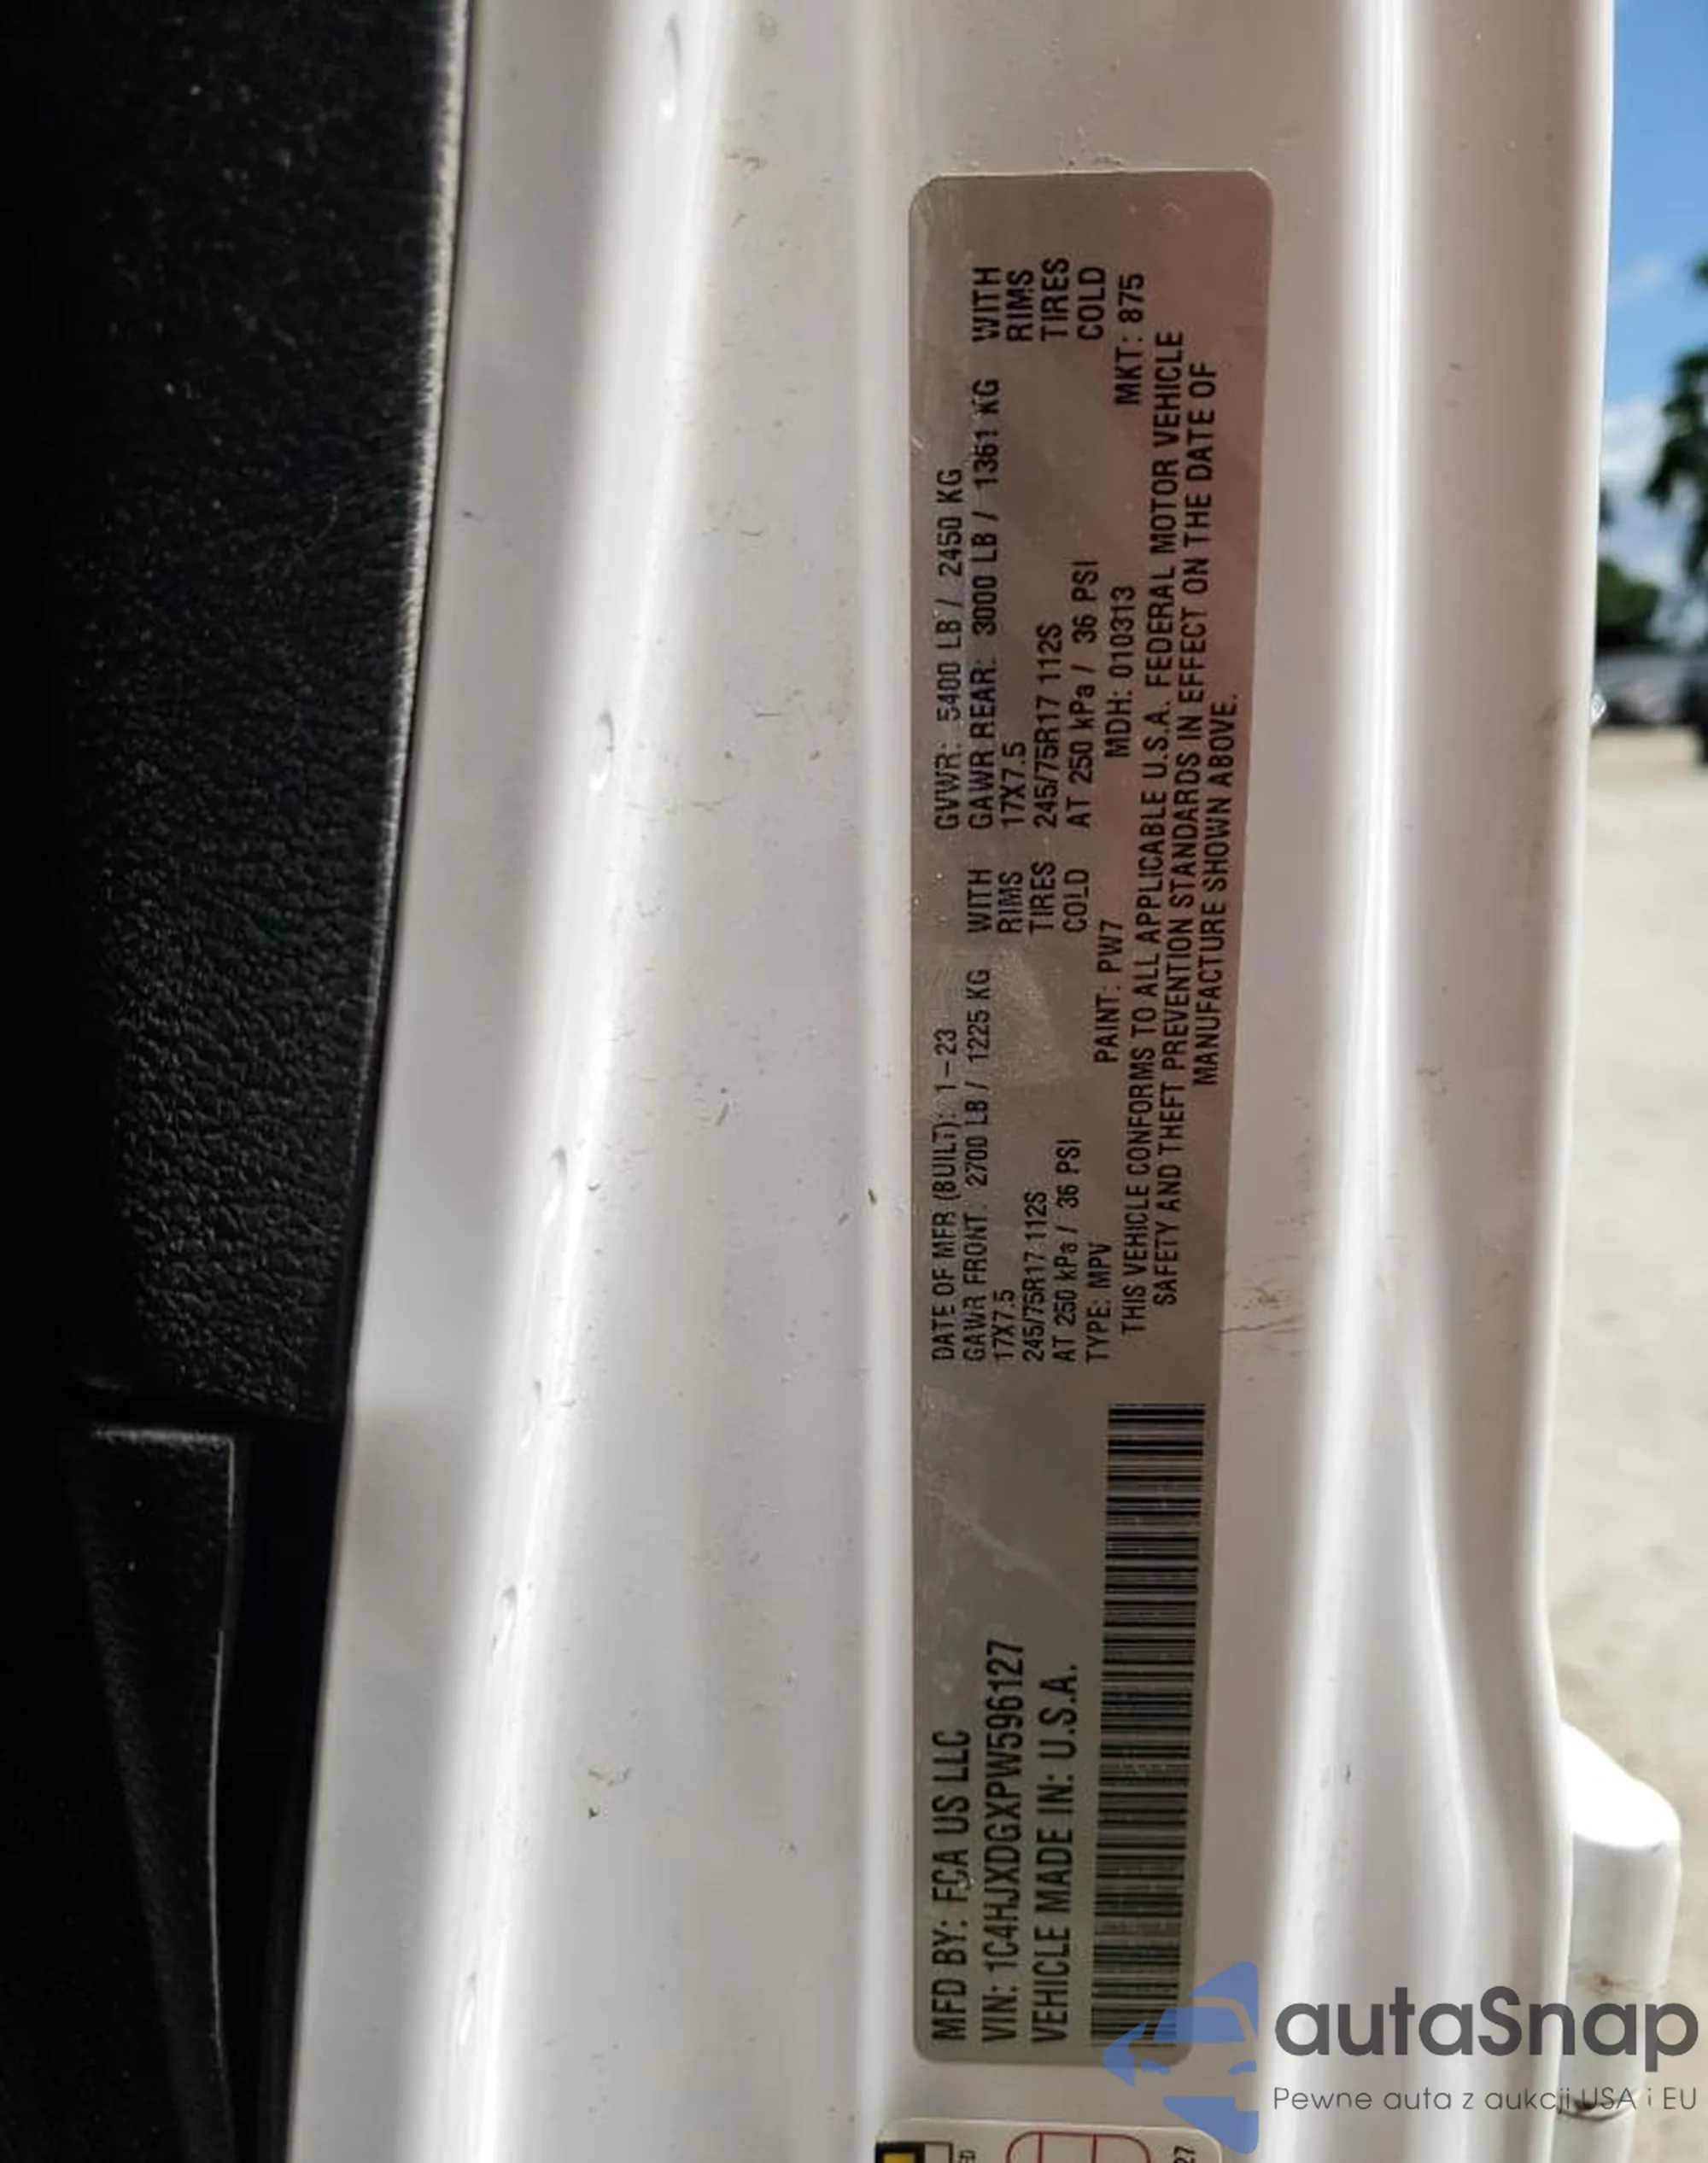 MFD BY: FCA US LLC
VIN: 1C4HJXDGXPW596127
VEHICLE MADE IN: U.S.A.
DATE OF MFR (BUILT): 1-23 GVWR: 5400 LB / 2450 KG
GAWR FRONT: 2700 LB / 1225 KG WITH GAWR REAR: 3000 LB / 1361 KG WITH
17X7.5 RIMS 17X7.5 RIMS
245/75R17 112S TIRES 245/75R17 112S TIRES
AT 250 kPa / 36 PSI COLD AT 250 kPa / 36 PSI COLD
TYPE: MPV PAINT: PW7 MDH: 010313 MKT: 875
THIS VEHICLE CONFORMS TO ALL APPLICABLE U.S.A. FEDERAL MOTOR VEHICLE
SAFETY AND THEFT PREVENTION STANDARDS IN EFFECT ON THE DATE OF
MANUFACTURE SHOWN ABOVE.
autaSnap
Pewne auta z aukcji USA i EU
27